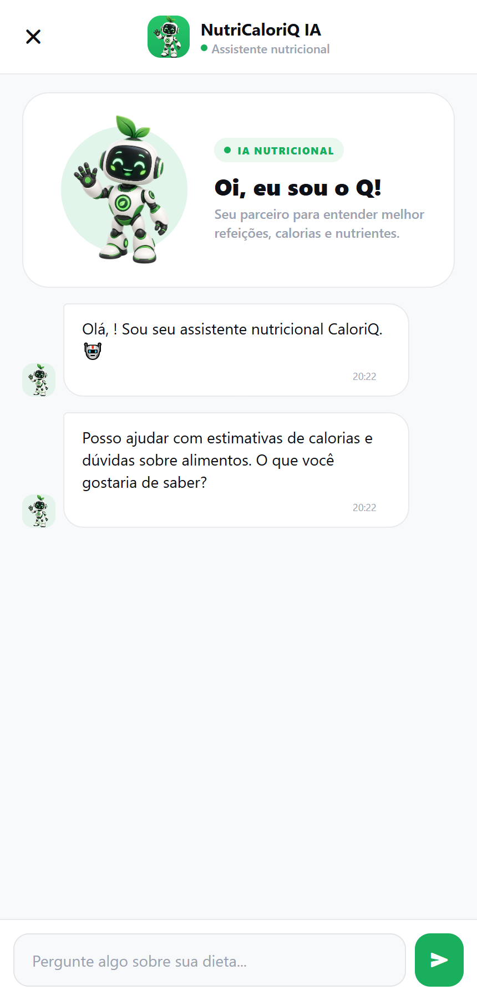 NutriCaloriQ IA
Assistente nutricional
IA NUTRICIONAL
Oi, eu sou o Q!
Seu parceiro para entender melhor
refeições, calorias e nutrientes.
Olá, ! Sou seu assistente nutricional CaloriQ.
🤖
20:22
Posso ajudar com estimativas de calorias e
dúvidas sobre alimentos. O que você
gostaria de saber?
20:22
Pergunte algo sobre sua dieta...